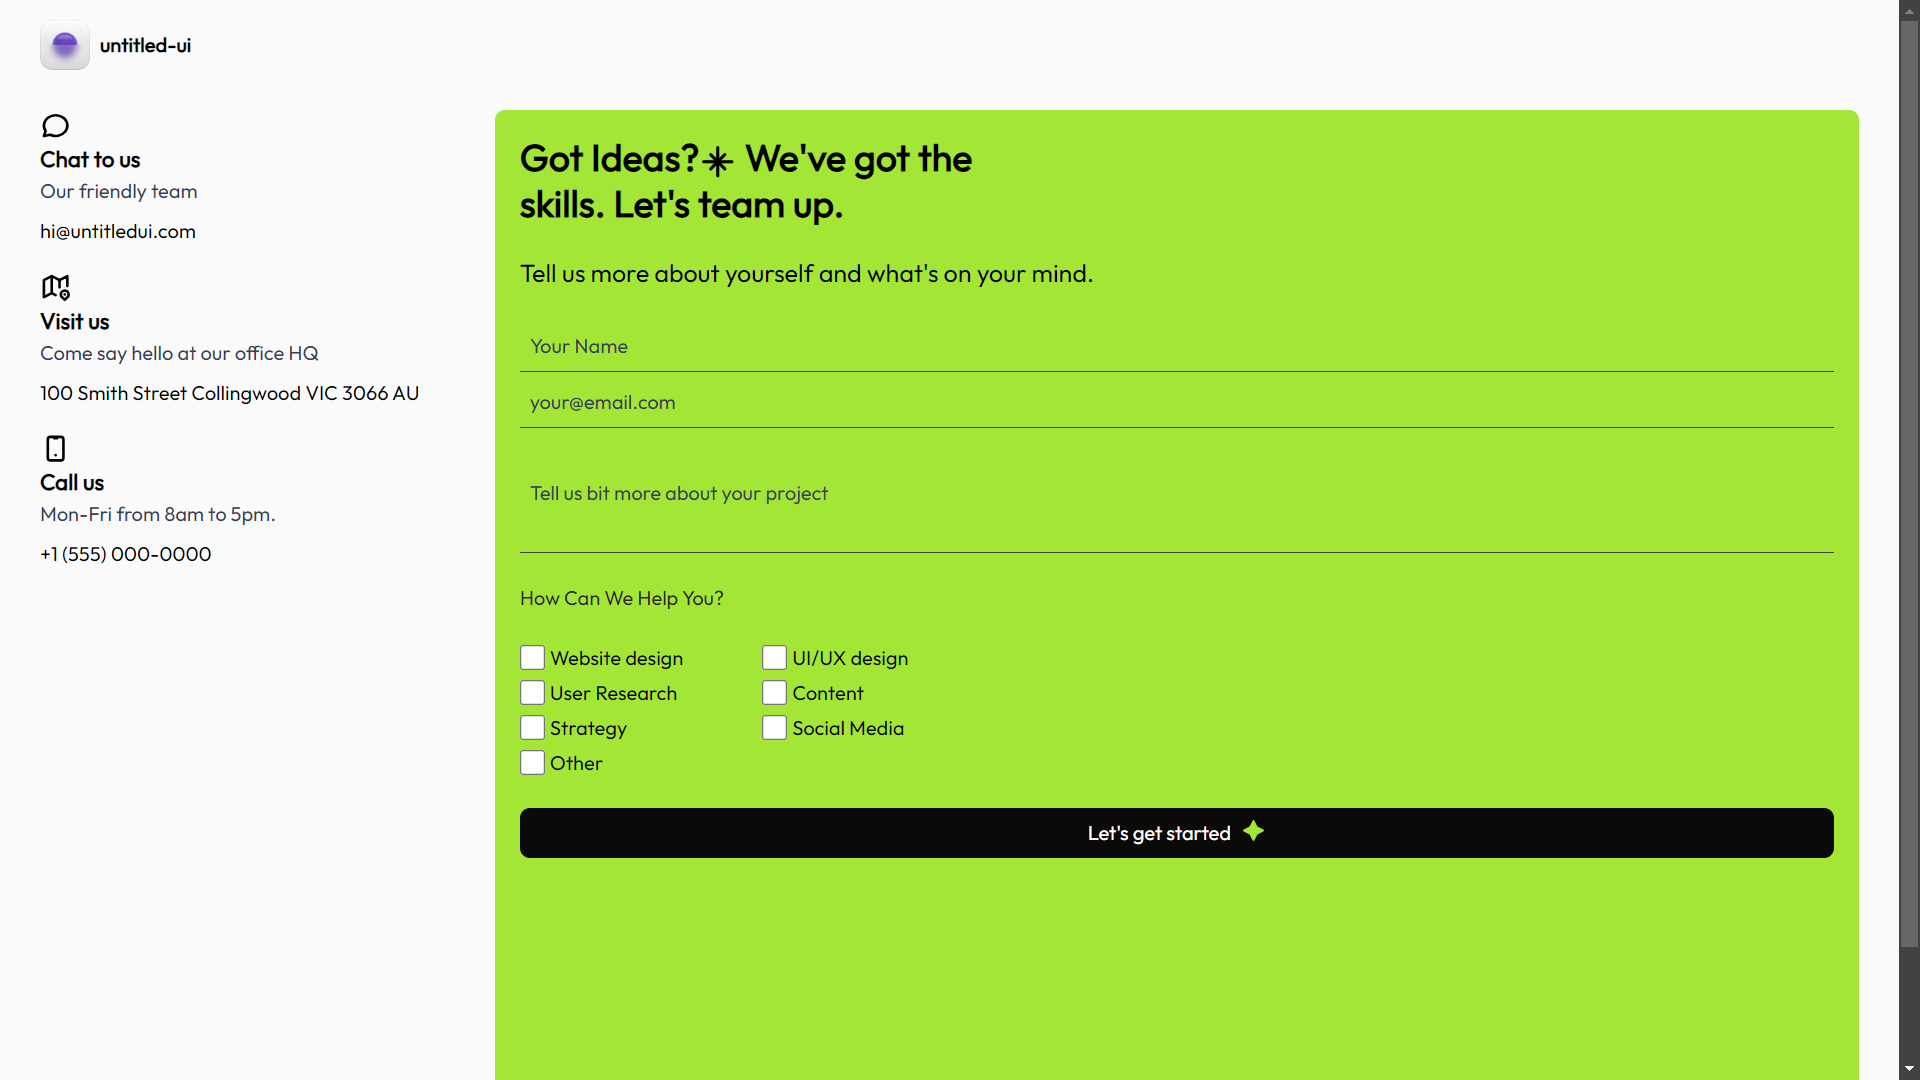 untitled-ui
Chat to us
Our friendly team
hi@untitledui.com
Visit us
Come say hello at our office HQ
100 Smith Street Collingwood VIC 3066 AU
Call us
Mon-Fri from 8am to 5pm.
+1 (555) 000-0000
Got Ideas? We've got the
skills. Let's team up.
Tell us more about yourself and what's on your mind.
Your Name
your@email.com
Tell us bit more about your project
How Can We Help You?
Website design
UI/UX design
User Research
Content
Strategy
Social Media
Other
Let's get started